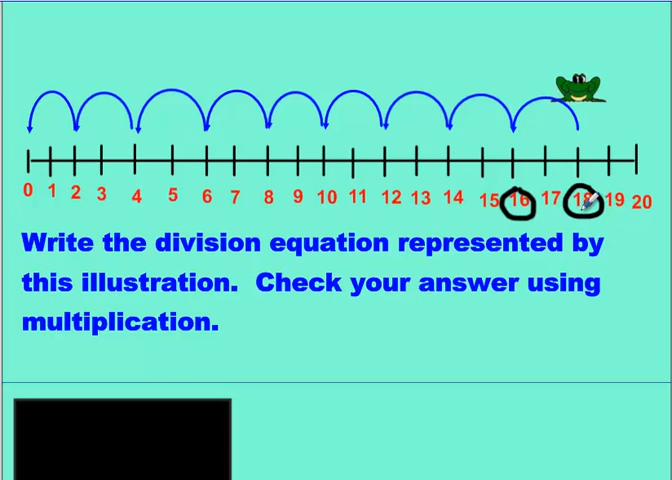 0 1 2 3 4 5 6 7 8 9 10 11 12 13 14 15 16 17 18 19 20
Write the division equation represented by
this illustration. Check your answer using
multiplication.